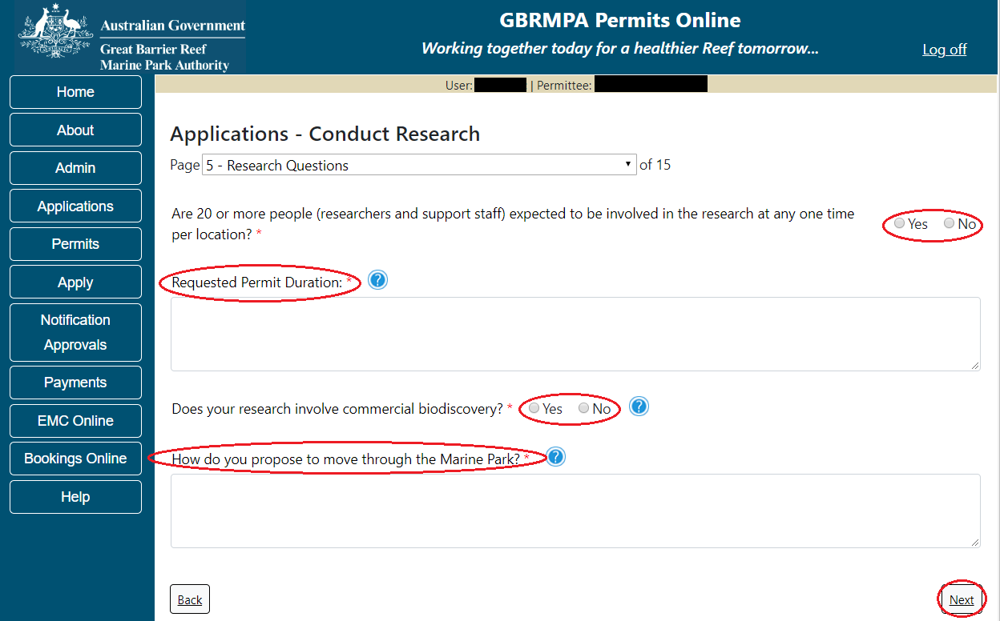 Australian Government
Great Barrier Reef
Marine Park Authority
GBRMPA Permits Online
Working together today for a healthier Reef tomorrow...
Log off
User: | Permittee:
Home
About
Admin
Applications
Permits
Apply
Notification
Approvals
Payments
EMC Online
Bookings Online
Help
Applications - Conduct Research
Page 5 - Research Questions of 15
Are 20 or more people (researchers and support staff) expected to be involved in the research at any one time
per location? *
Yes No
Requested Permit Duration: * ?
Does your research involve commercial biodiscovery? * Yes No ?
How do you propose to move through the Marine Park? * ?
Back
Next